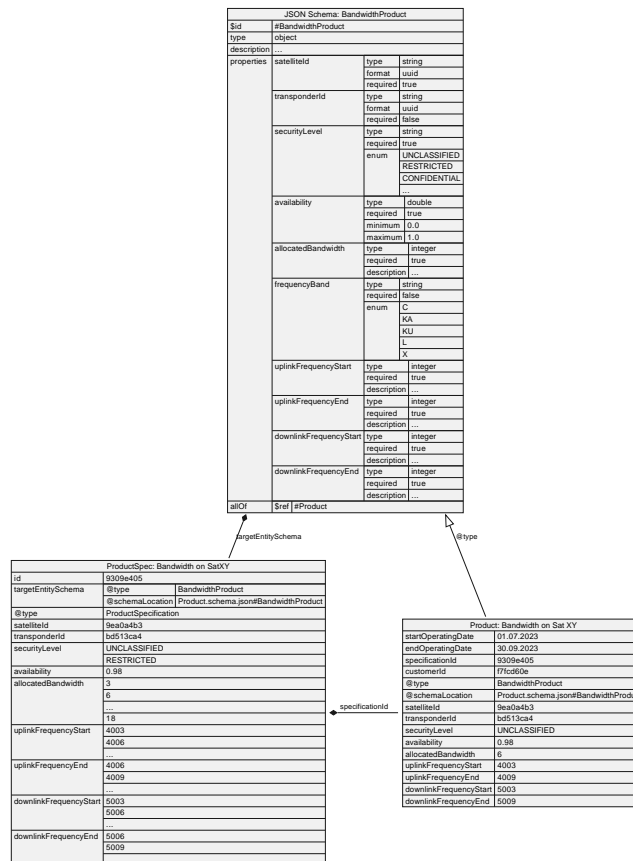 JSON Schema: BandwidthProduct
$id #BandwidthProduct
type object
description ...
properties satelliteId type string
format uuid
required true
transponderId type string
format uuid
required false
securityLevel type string
required true
enum UNCLASSIFIED
RESTRICTED
CONFIDENTIAL
...
availability type double
required true
minimum 0.0
maximum 1.0
allocatedBandwidth type integer
required true
description ...
frequencyBand type string
required false
enum C
KA
KU
L
X
uplinkFrequencyStart type integer
required true
description ...
uplinkFrequencyEnd type integer
required true
description ...
downlinkFrequencyStart type integer
required true
description ...
downlinkFrequencyEnd type integer
required true
description ...
allOf $ref #Product
targetEntitySchema
@type
ProductSpec: Bandwidth on SatXY
id 9309e405
targetEntitySchema @type BandwidthProduct
@schemaLocation Product.schema.json#BandwidthProduct
@type ProductSpecification
satelliteId 9ea0a4b3
transponderId bd513ca4
securityLevel UNCLASSIFIED
RESTRICTED
availability 0.98
allocatedBandwidth 3
6
...
18
uplinkFrequencyStart 4003
4006
...
uplinkFrequencyEnd 4006
4009
...
downlinkFrequencyStart 5003
5006
...
downlinkFrequencyEnd 5006
5009
specificationId
Product: Bandwidth on Sat XY
startOperatingDate 01.07.2023
endOperatingDate 30.09.2023
specificationId 9309e405
customerId f7fcd60e
@type BandwidthProduct
@schemaLocation Product.schema.json#BandwidthProdu
satelliteId 9ea0a4b3
transponderId bd513ca4
securityLevel UNCLASSIFIED
availability 0.98
allocatedBandwidth 6
uplinkFrequencyStart 4003
uplinkFrequencyEnd 4009
downlinkFrequencyStart 5003
downlinkFrequencyEnd 5009